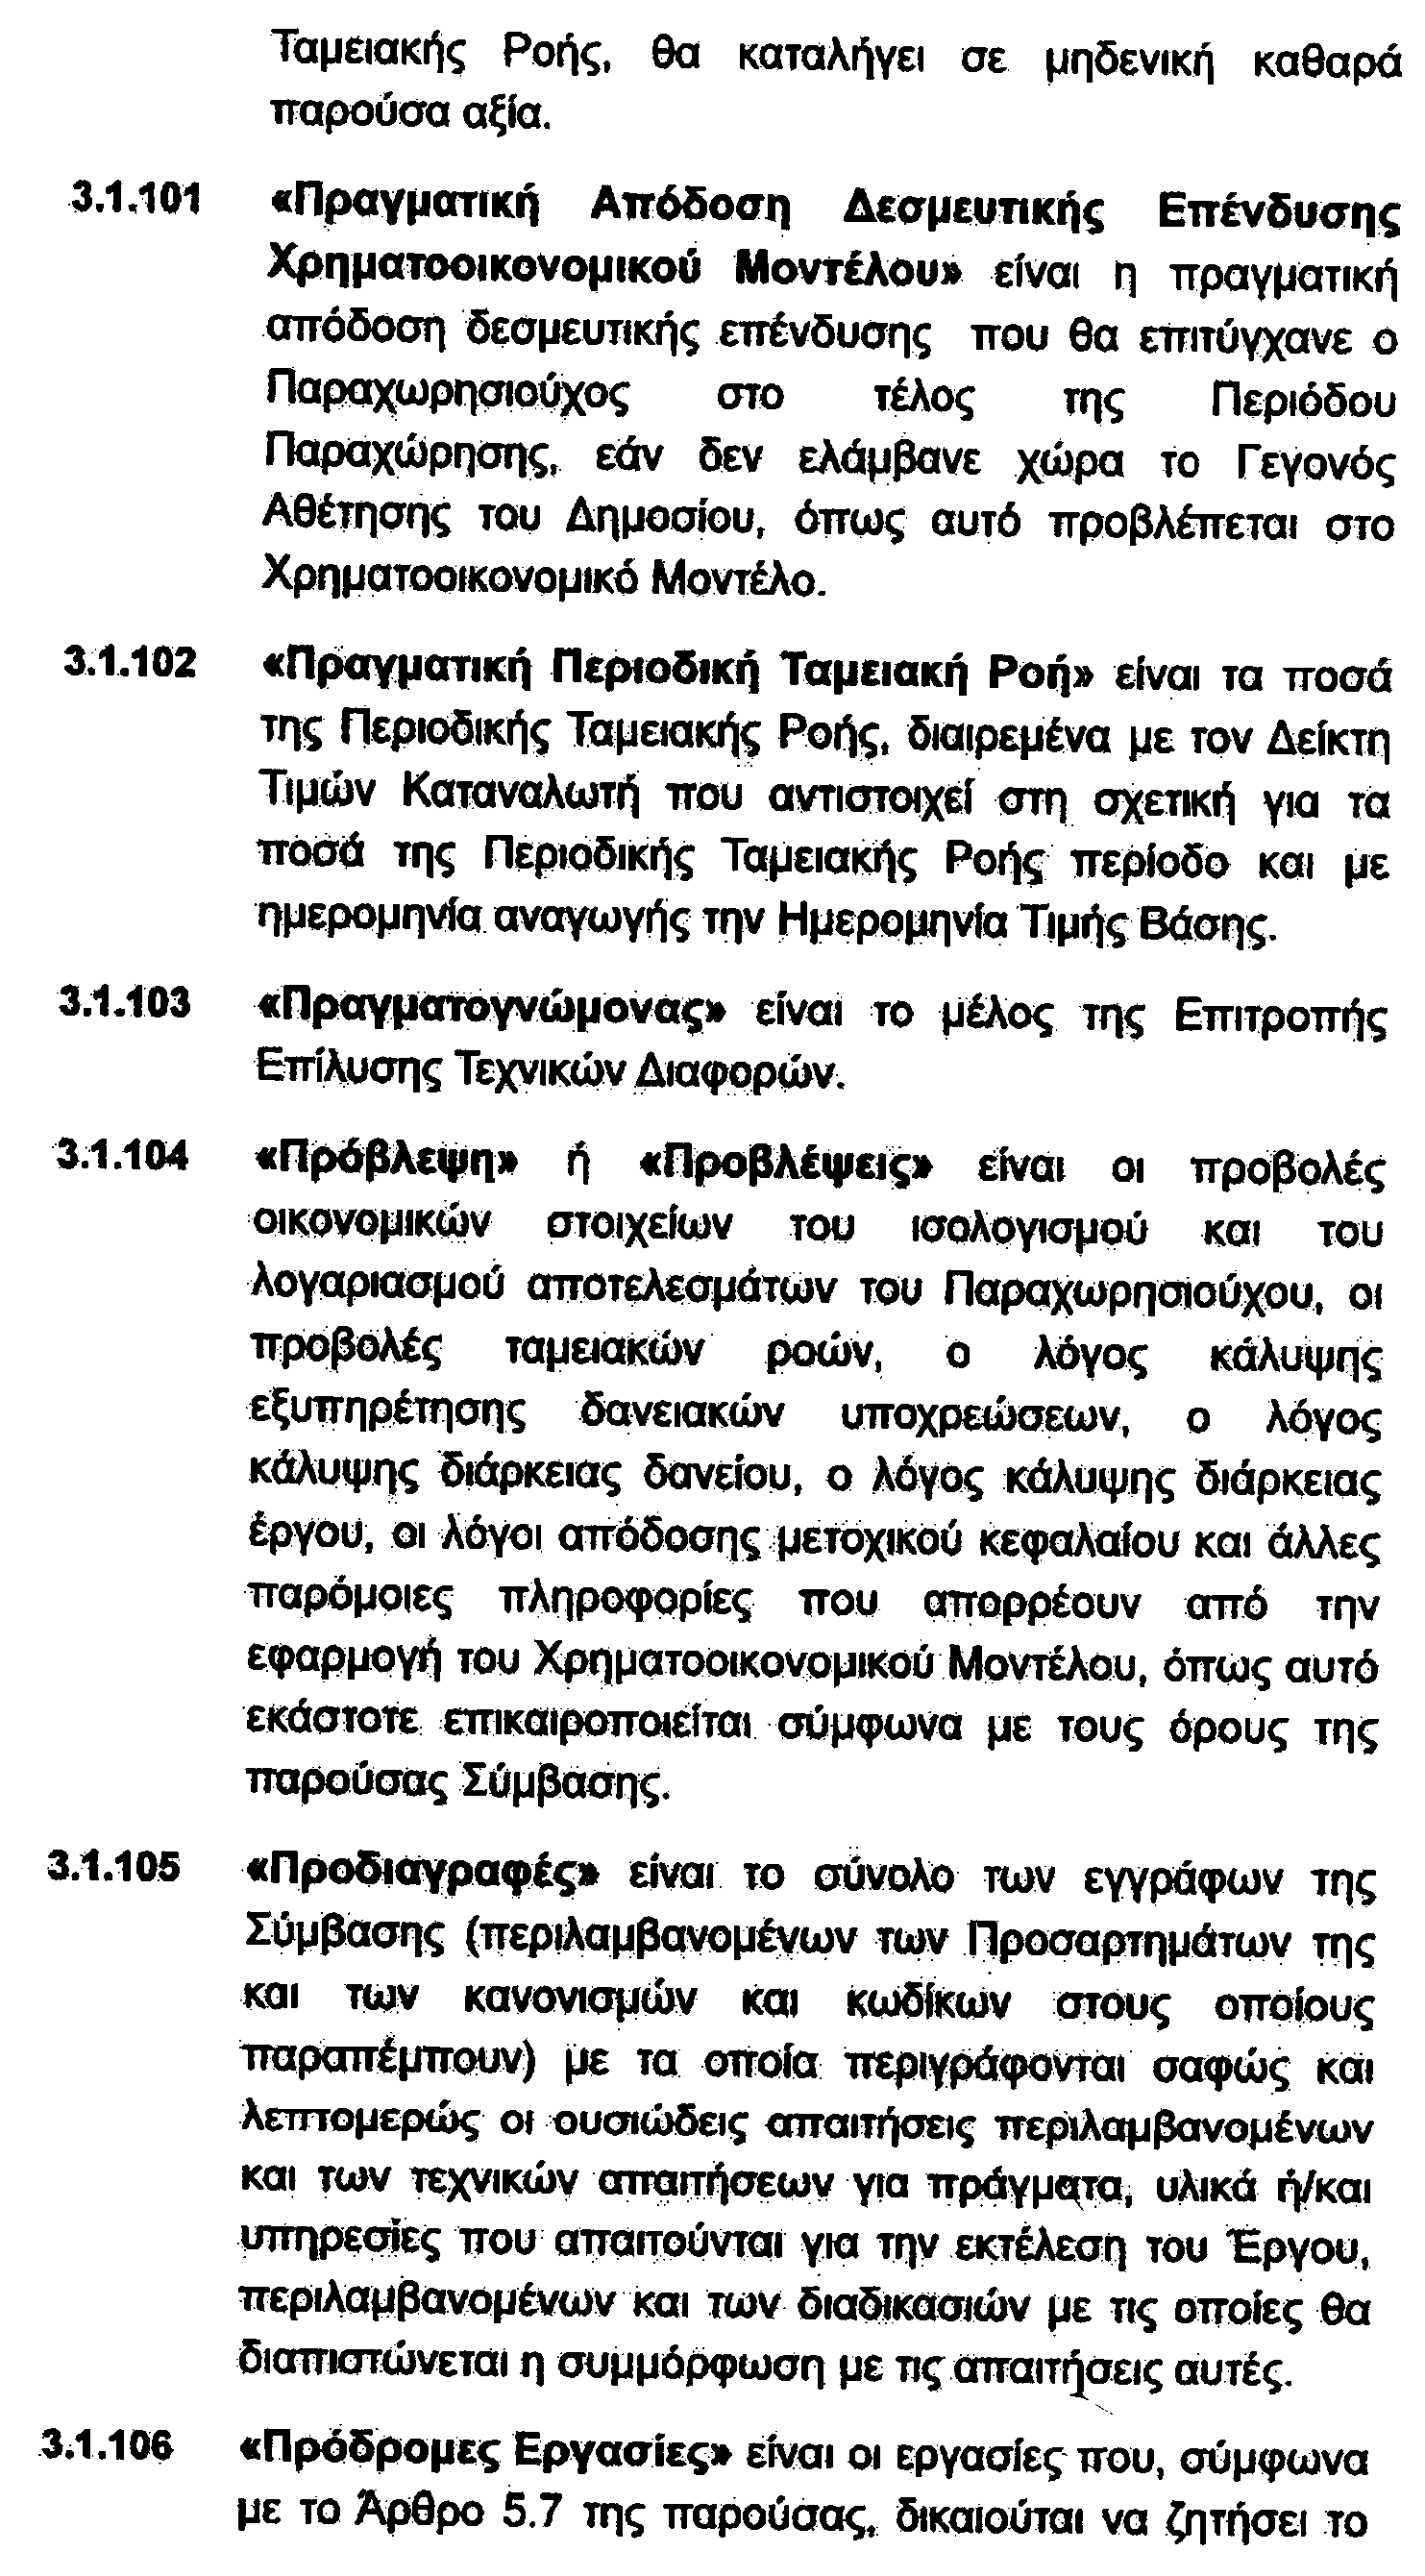 Ταμειακής Ροής, θα καταλήγει σε μηδενική καθαρά
παρούσα αξία.
3.1.101 «Πραγματική Απόδοση Δεσμευτικής Επένδυσης
Χρηματοοικονομικού Μοντέλου» είναι η πραγματική
απόδοση δεσμευτικής επένδυσης που θα επιτύγχανε ο
Παραχωρησιούχος στο τέλος της Περιόδου
Παραχώρησης, εάν δεν ελάμβανε χώρα το Γεγονός
Αθέτησης του Δημοσίου, όπως αυτό προβλέπεται στο
Χρηματοοικονομικό Μοντέλο.
3.1.102 «Πραγματική Περιοδική Ταμειακή Ροή» είναι τα ποσά
της Περιοδικής Ταμειακής Ροής, διαιρεμένα με τον Δείκτη
Τιμών Καταναλωτή που αντιστοιχεί στη σχετική για τα
ποσά της Περιοδικής Ταμειακής Ροής περίοδο και με
ημερομηνία αναγωγής την Ημερομηνία Τιμής Βάσης.
3.1.103 «Πραγματογνώμονας» είναι το μέλος της Επιτροπής
Επίλυσης Τεχνικών Διαφορών.
3.1.104 «Πρόβλεψη» ή «Προβλέψεις» είναι οι προβολές
οικονομικών στοιχείων του ισολογισμού και του
λογαριασμού αποτελεσμάτων του Παραχωρησιούχου, οι
προβολές ταμειακών ροών, ο λόγος κάλυψης
εξυπηρέτησης δανειακών υποχρεώσεων, ο λόγος
κάλυψης διάρκειας δανείου, ο λόγος κάλυψης διάρκειας
έργου, οι λόγοι απόδοσης μετοχικού κεφαλαίου και άλλες
παρόμοιες πληροφορίες που απορρέουν από την
εφαρμογή του Χρηματοοικονομικού Μοντέλου, όπως αυτό
εκάστοτε επικαιροποιείται σύμφωνα με τους όρους της
παρούσας Σύμβασης.
3.1.105 «Προδιαγραφές» είναι το σύνολο των εγγράφων της
Σύμβασης (περιλαμβανομένων των Προσαρτημάτων της
και των κανονισμών και κωδίκων στους οποίους
παραπέμπουν) με τα οποία περιγράφονται σαφώς και
λεπτομερώς οι ουσιώδεις απαιτήσεις περιλαμβανομένων
και των τεχνικών απαιτήσεων για πράγματα, υλικά ή/και
υπηρεσίες που απαιτούνται για την εκτέλεση του Έργου,
περιλαμβανομένων και των διαδικασιών με τις οποίες θα
διαπιστώνεται η συμμόρφωση με τις απαιτήσεις αυτές.
3.1.106 «Πρόδρομες Εργασίες» είναι οι εργασίες που, σύμφωνα
με το Άρθρο 5.7 της παρούσας, δικαιούται να ζητήσει το